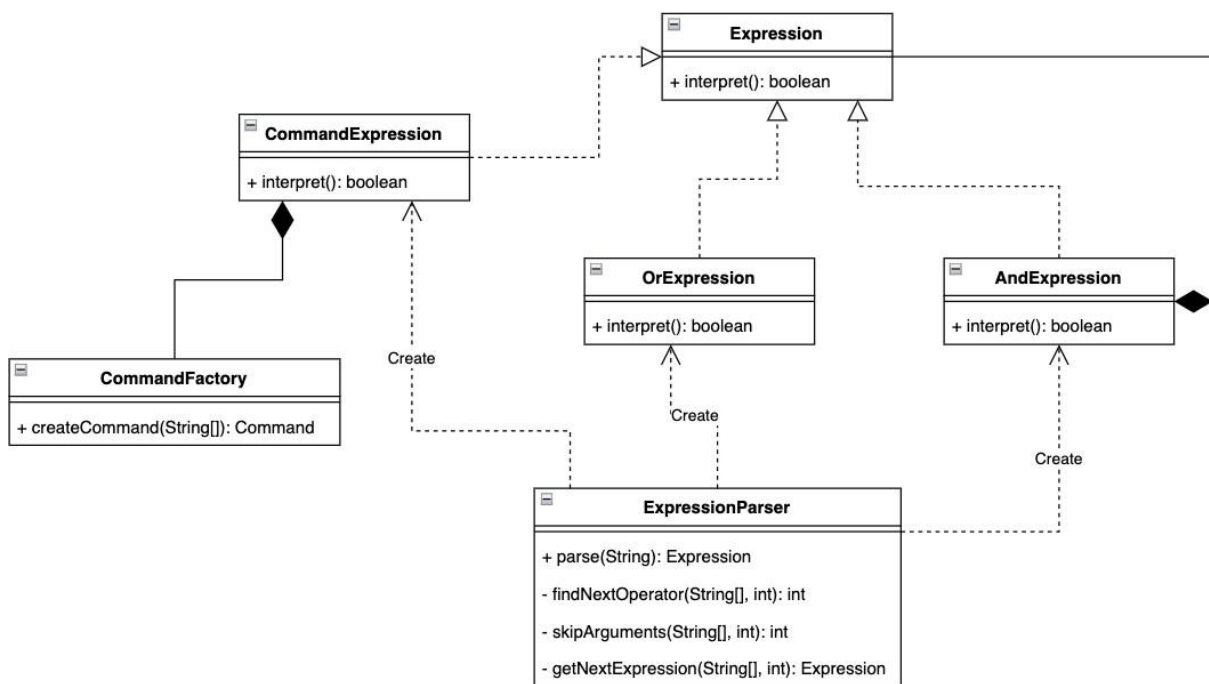 Expression
+ interpret(): boolean
CommandExpression
+ interpret(): boolean
OrExpression
+ interpret(): boolean
AndExpression
+ interpret(): boolean
Create
CommandFactory
+ createCommand(String[]): Command
Create
Create
ExpressionParser
+ parse(String): Expression
- findNextOperator(String[], int): int
- skipArguments(String[], int): int
- getNextExpression(String[], int): Expression